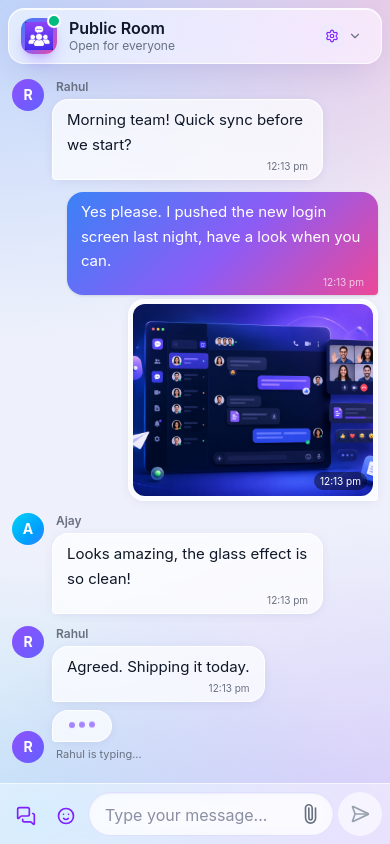 Public Room
Open for everyone
Rahul
R
Morning team! Quick sync before
we start?
12:13 pm
Yes please. I pushed the new login
screen last night, have a look when you
can.
12:13 pm
12:13 pm
Ajay
A
Looks amazing, the glass effect is
so clean!
12:13 pm
Rahul
R
Agreed. Shipping it today.
12:13 pm
R
Rahul is typing...
Type your message...